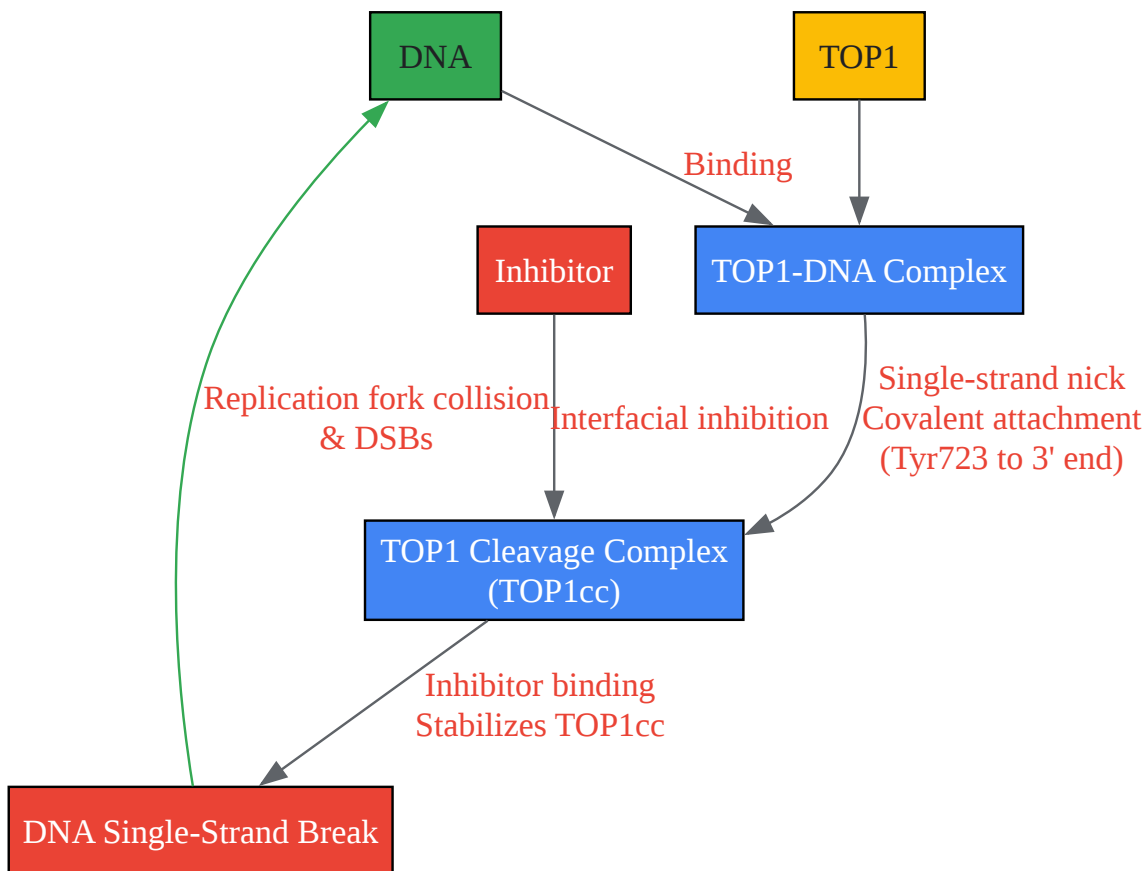 DNA
TOP1
Binding
Inhibitor
TOP1-DNA Complex
Replication fork collision
& DSBs
Interfacial inhibition
Single-strand nick
Covalent attachment
(Tyr723 to 3' end)
TOP1 Cleavage Complex
(TOP1cc)
Inhibitor binding
Stabilizes TOP1cc
DNA Single-Strand Break